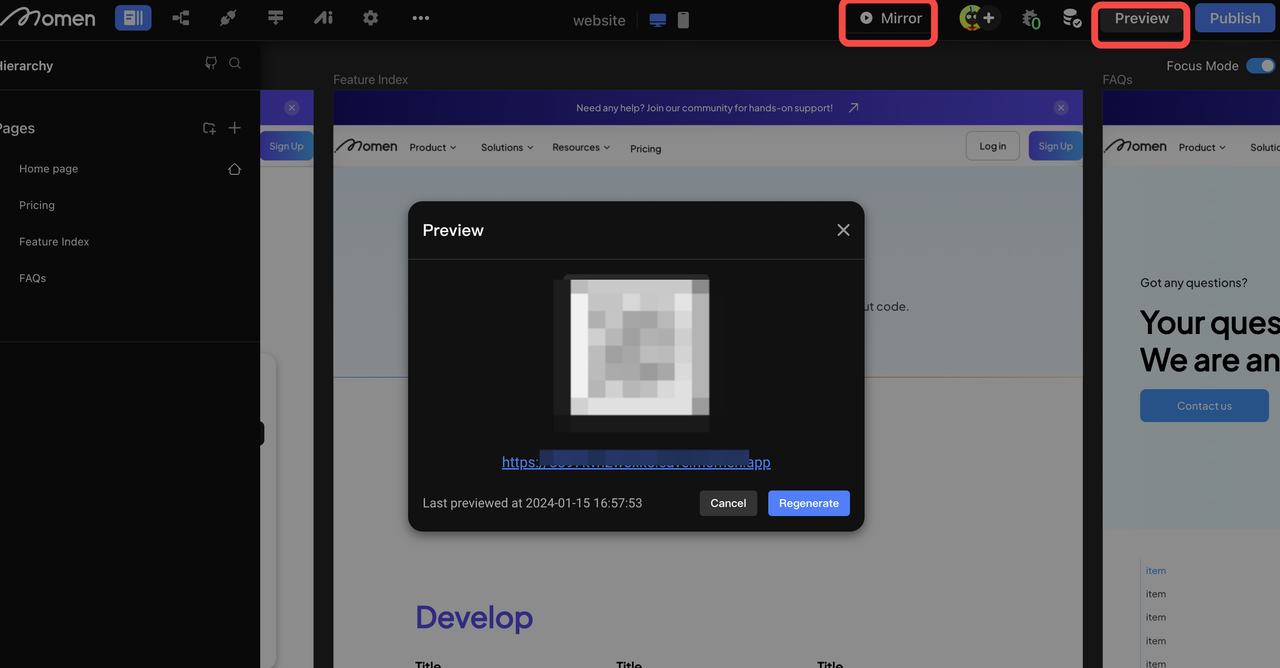 Momen
website
Mirror
0
Preview
Publish
Hierarchy
Feature Index
Focus Mode
FAQs
Need any help? Join our community for hands-on support!
Pages
Sign Up
Momen
Product
Solutions
Resources
Pricing
Log in
Sign Up
Momen
Product
Home page
Pricing
Feature Index
FAQs
Preview
ut code.
Got any questions?
Your ques
We are an
Contact us
https:/
app
Last previewed at 2024-01-15 16:57:53
Cancel
Regenerate
item
item
item
item
item
Develop
Title
Title
Title